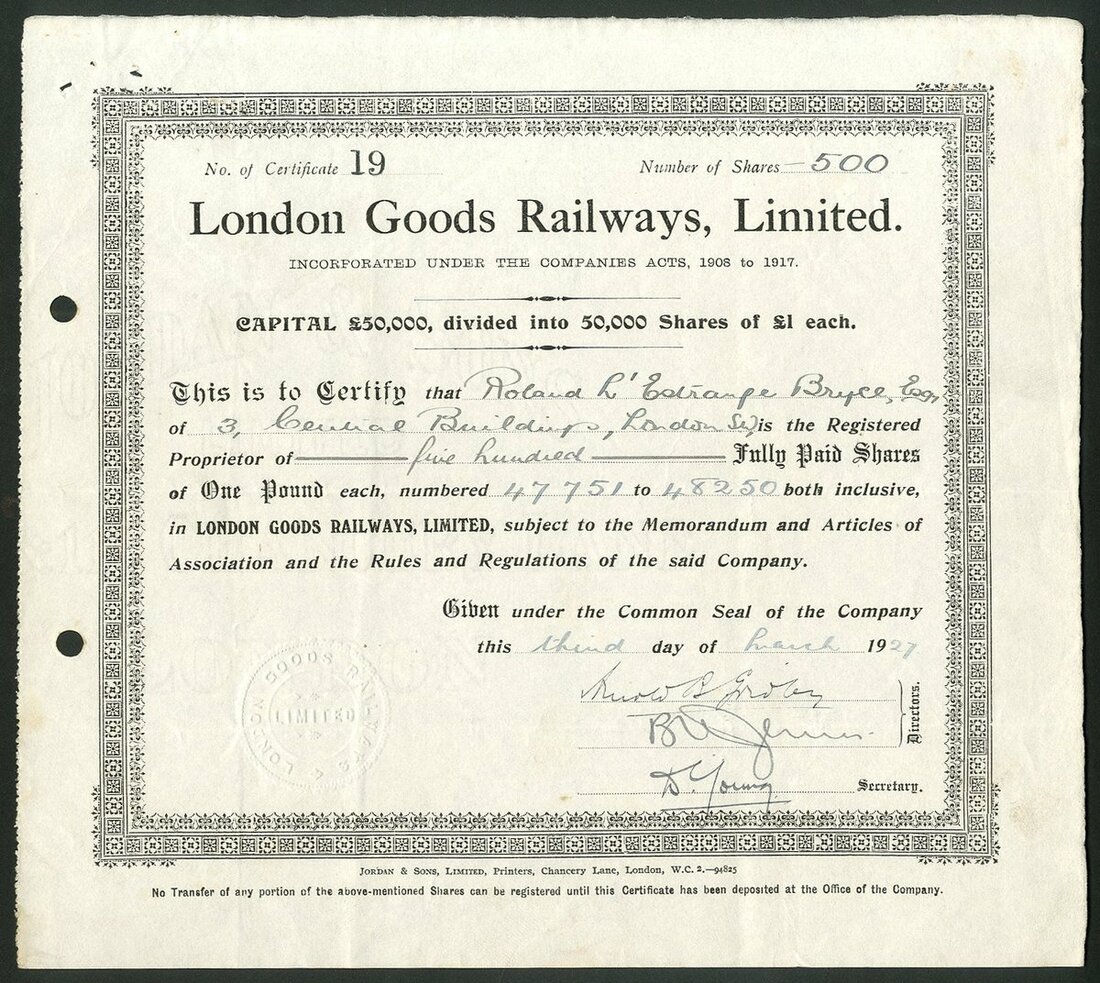 No. of Certificate 19 Number of Shares 500
London Goods Railways, Limited.
INCORPORATED UNDER THE COMPANIES ACTS, 1908 to 1917.
CAPITAL £50,000, divided into 50,000 Shares of £1 each.
This is to Certify that Roland L'Estrange Bryce, Esq,
of 3, Central Buildings, London SW is the Registered
Proprietor of five hundred Fully Paid Shares
of One Pound each, numbered 47751 to 48250 both inclusive,
in LONDON GOODS RAILWAYS, LIMITED, subject to the Memorandum and Articles of
Association and the Rules and Regulations of the said Company.
Given under the Common Seal of the Company
this third day of March 1927
Arnold B
Directors.
D. Young
Secretary.
LONDON GOODS RAILWAYS
LIMITED
JORDAN & SONS, LIMITED, Printers, Chancery Lane, London, W.C. 2.—94825
No Transfer of any portion of the above-mentioned Shares can be registered until this Certificate has been deposited at the Office of the Company.